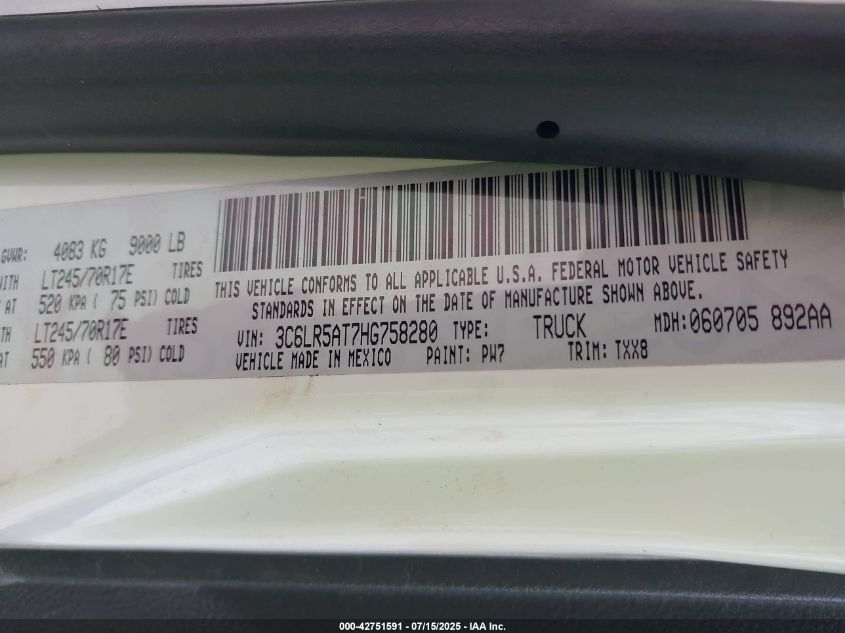 GVWR: 4083 KG 9000 LB
WITH LT245/70R17E TIRES
AT 520 KPA ( 75 PSI) COLD
TH LT245/70R17E TIRES
AT 550 KPA ( 80 PSI) COLD
THIS VEHICLE CONFORMS TO ALL APPLICABLE U.S.A. FEDERAL MOTOR VEHICLE SAFETY
STANDARDS IN EFFECT ON THE DATE OF MANUFACTURE SHOWN ABOVE.
VIN: 3C6LR5AT7HG758280 TYPE: TRUCK MDH: 060705 892AA
VEHICLE MADE IN MEXICO PAINT: PW7 TRIM: TXX8
000-42751591 - 07/15/2025 - IAA Inc.